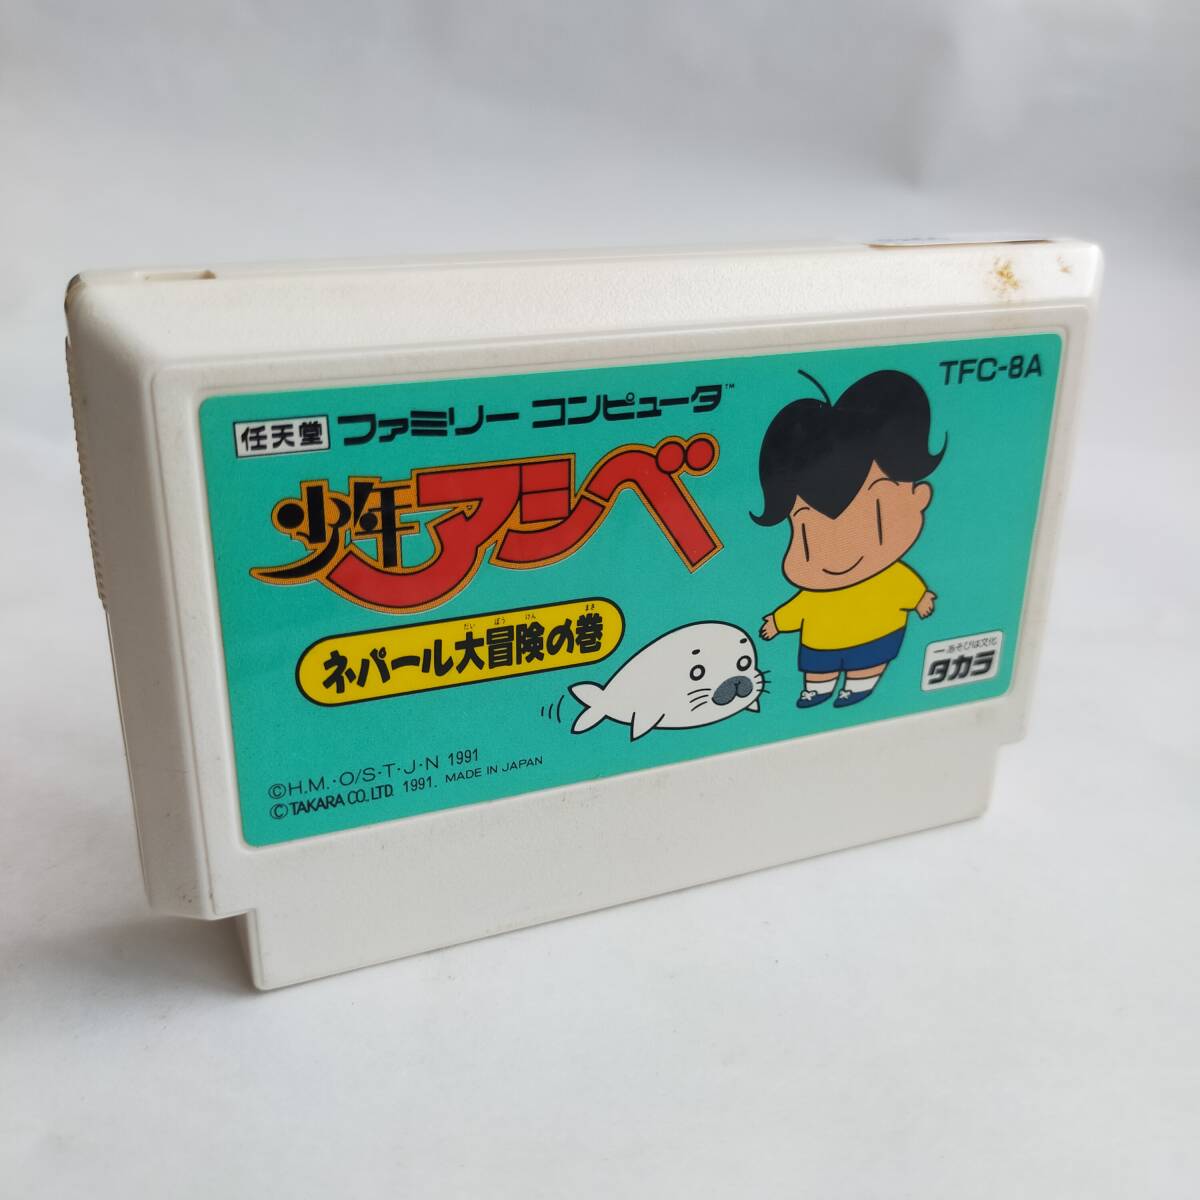 TFC-8A
任天堂 ファミリー コンピュータ™
少年アシベ
だい ぼう けん まき
ネパール大冒険の巻
一あそびは文化
タカラ
©H.M.・O/S・T・J・N 1991
©TAKARA CO.,LTD. 1991. MADE IN JAPAN